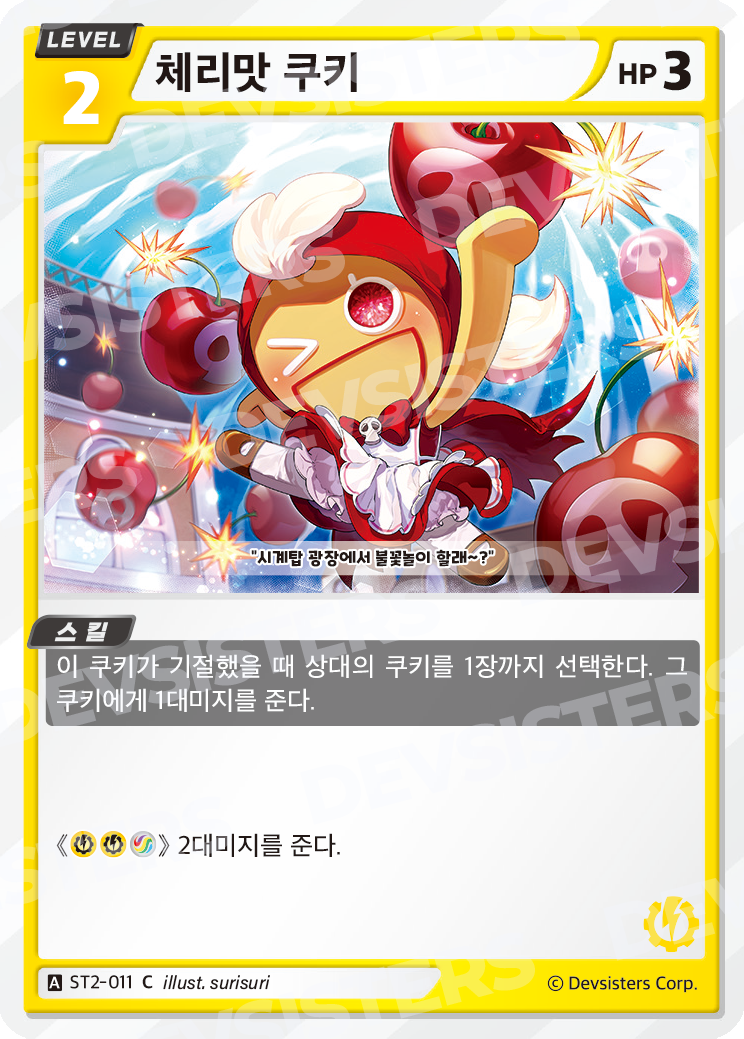 LEVEL
2
체리맛 쿠키
HP 3
"시계탑 광장에서 불꽃놀이 할래~?"
스킬
이 쿠키가 기절했을 때 상대의 쿠키를 1장까지 선택한다. 그
쿠키에게 1대미지를 준다.
《 》 2대미지를 준다.
A ST2-011 C illust. surisuri
© Devsisters Corp.
DEVSISTERS